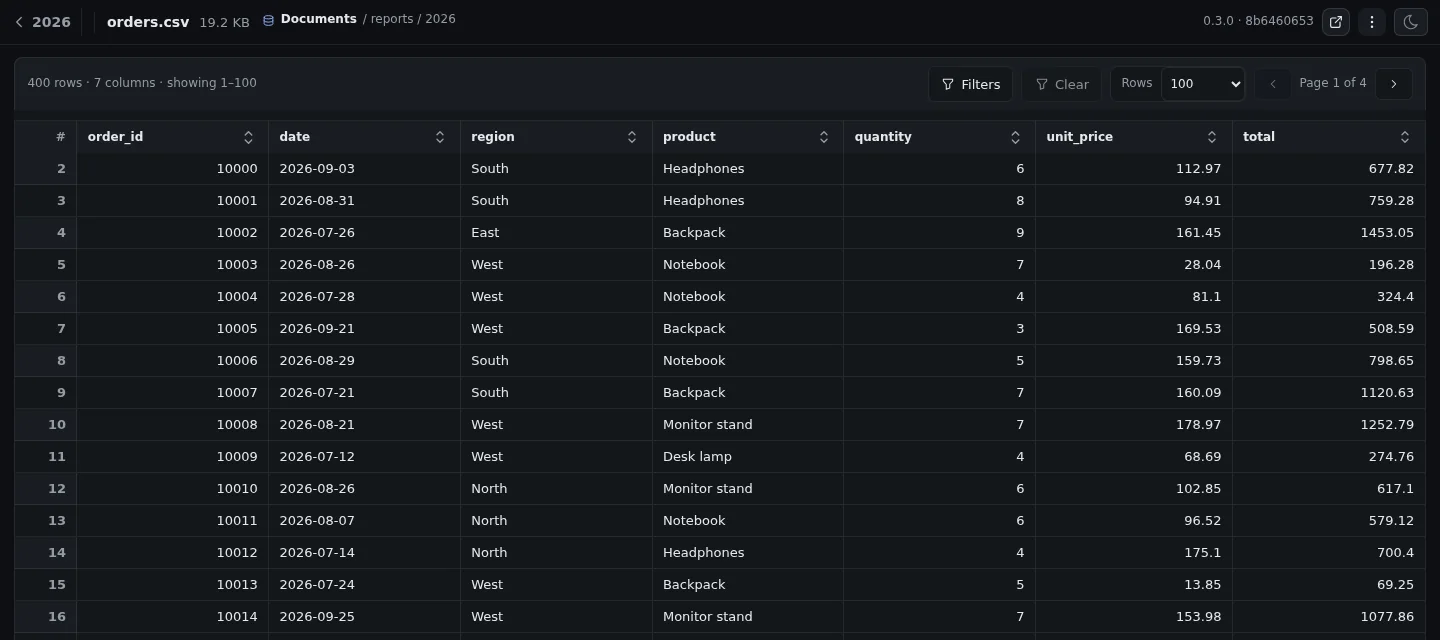 2026 orders.csv 19.2 KB Documents / reports / 2026 0.3.0 · 8b6460653
400 rows · 7 columns · showing 1–100 Filters Clear Rows 100 Page 1 of 4
# order_id date region product quantity unit_price total
2 10000 2026-09-03 South Headphones 6 112.97 677.82
3 10001 2026-08-31 South Headphones 8 94.91 759.28
4 10002 2026-07-26 East Backpack 9 161.45 1453.05
5 10003 2026-08-26 West Notebook 7 28.04 196.28
6 10004 2026-07-28 West Notebook 4 81.1 324.4
7 10005 2026-09-21 West Backpack 3 169.53 508.59
8 10006 2026-08-29 South Notebook 5 159.73 798.65
9 10007 2026-07-21 South Backpack 7 160.09 1120.63
10 10008 2026-08-21 West Monitor stand 7 178.97 1252.79
11 10009 2026-07-12 West Desk lamp 4 68.69 274.76
12 10010 2026-08-26 North Monitor stand 6 102.85 617.1
13 10011 2026-08-07 North Notebook 6 96.52 579.12
14 10012 2026-07-14 North Headphones 4 175.1 700.4
15 10013 2026-07-24 West Backpack 5 13.85 69.25
16 10014 2026-09-25 West Monitor stand 7 153.98 1077.86